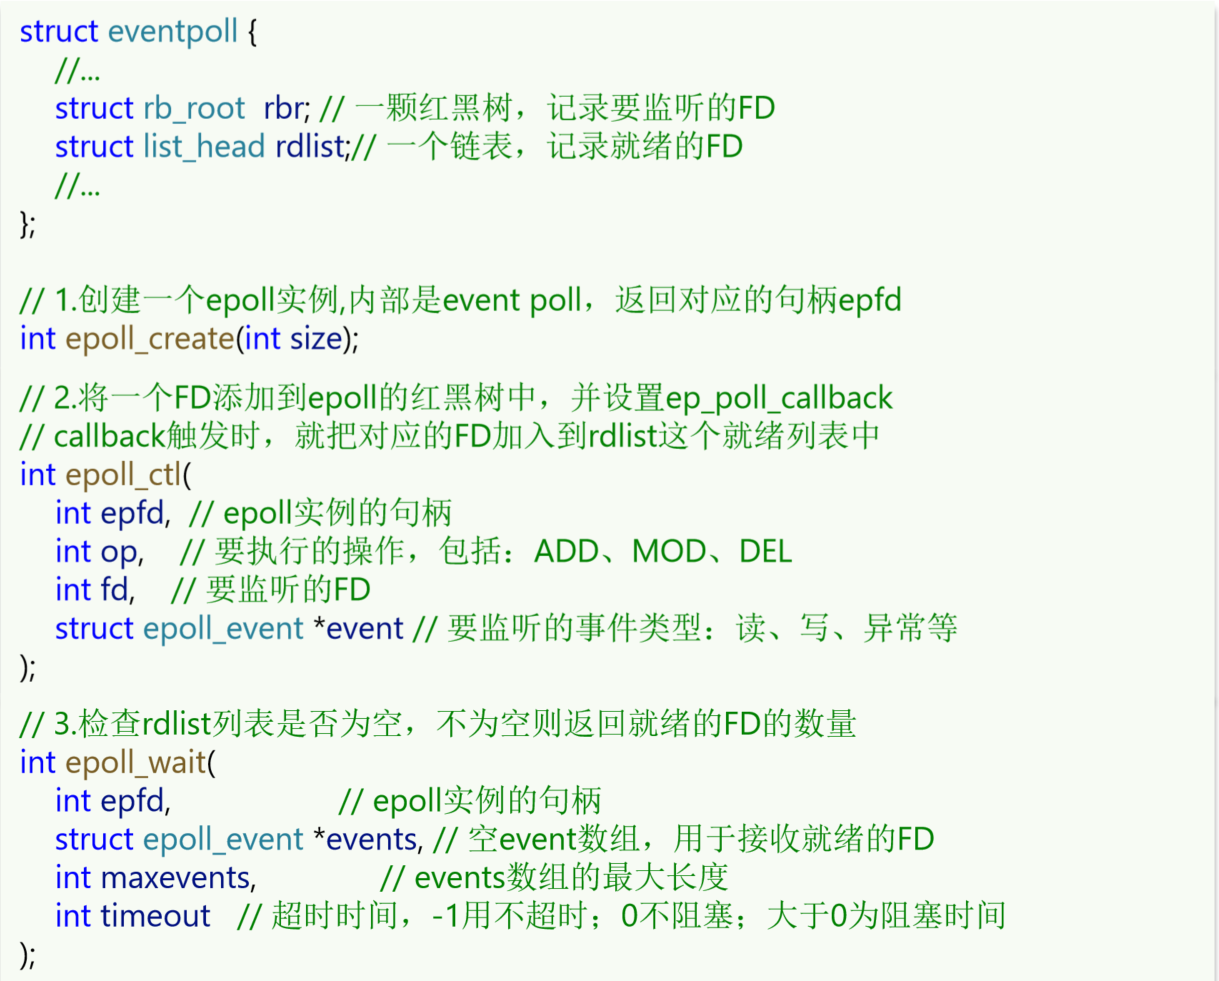 struct eventpoll {
//...
struct rb_root rbr; // 一颗红黑树，记录要监听的FD
struct list_head rdlist;// 一个链表，记录就绪的FD
//...
};
// 1.创建一个epoll实例,内部是event poll，返回对应的句柄epfd
int epoll_create(int size);
// 2.将一个FD添加到epoll的红黑树中，并设置ep_poll_callback
// callback触发时，就把对应的FD加入到rdlist这个就绪列表中
int epoll_ctl(
int epfd, // epoll实例的句柄
int op, // 要执行的操作，包括：ADD、MOD、DEL
int fd, // 要监听的FD
struct epoll_event *event // 要监听的事件类型：读、写、异常等
);
// 3.检查rdlist列表是否为空，不为空则返回就绪的FD的数量
int epoll_wait(
int epfd, // epoll实例的句柄
struct epoll_event *events, // 空event数组，用于接收就绪的FD
int maxevents, // events数组的最大长度
int timeout // 超时时间，-1用不超时；0不阻塞；大于0为阻塞时间
);